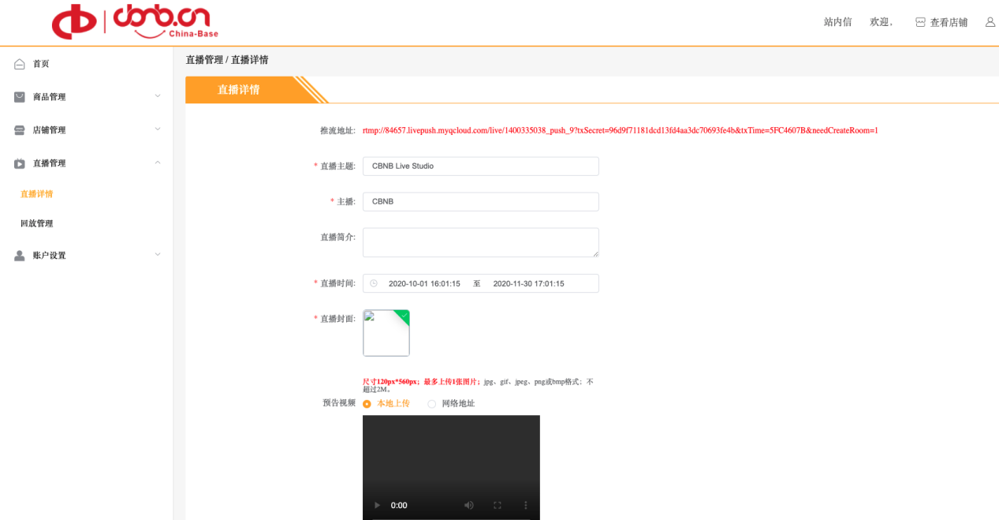 cbnb.cn
China-Base
站内信 欢迎, 查看店铺
首页
商品管理
店铺管理
直播管理
直播详情
回放管理
账户设置
直播管理 / 直播详情
直播详情
推流地址: rtmp://84657.livepush.myqcloud.com/live/1400335038_push_9?txSecret=96d9f71181dcd13fd4aa3dc70693fe4b&txTime=5FC4607B&needCreateRoom=1
* 直播主题: CBNB Live Studio
* 主播: CBNB
直播简介:
* 直播时间: 2020-10-01 16:01:15 至 2020-11-30 17:01:15
* 直播封面:
尺寸120px*560px；最多上传1张图片；jpg、gif、jpeg、png或bmp格式；不
超过2M。
预告视频 本地上传 网络地址
0:00